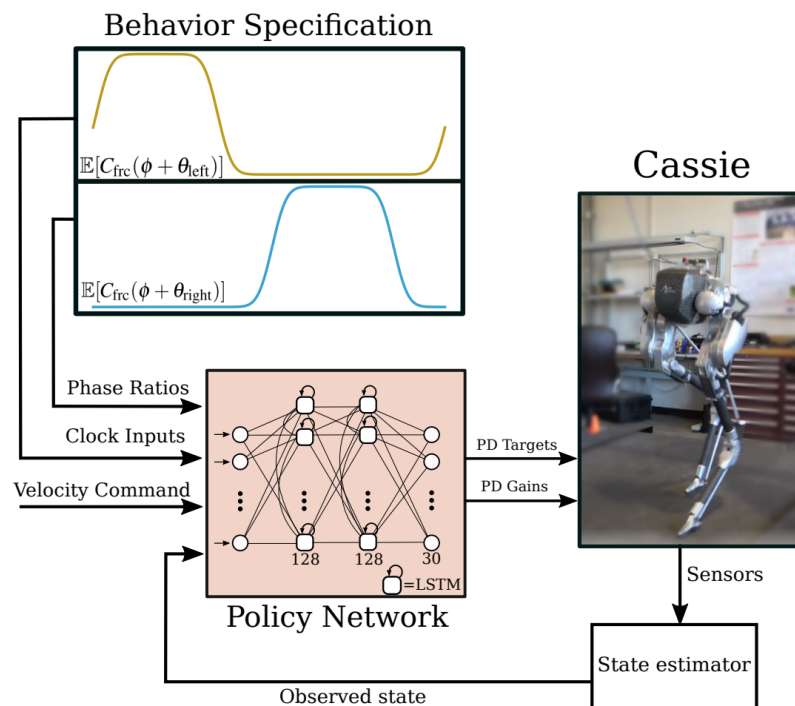 Behavior Specification
𝔼[C_frc(ϕ + θ_left)]
𝔼[C_frc(ϕ + θ_right)]
Cassie
Phase Ratios
Clock Inputs
Velocity Command
PD Targets
PD Gains
128
128
30
=LSTM
Policy Network
Sensors
State estimator
Observed state